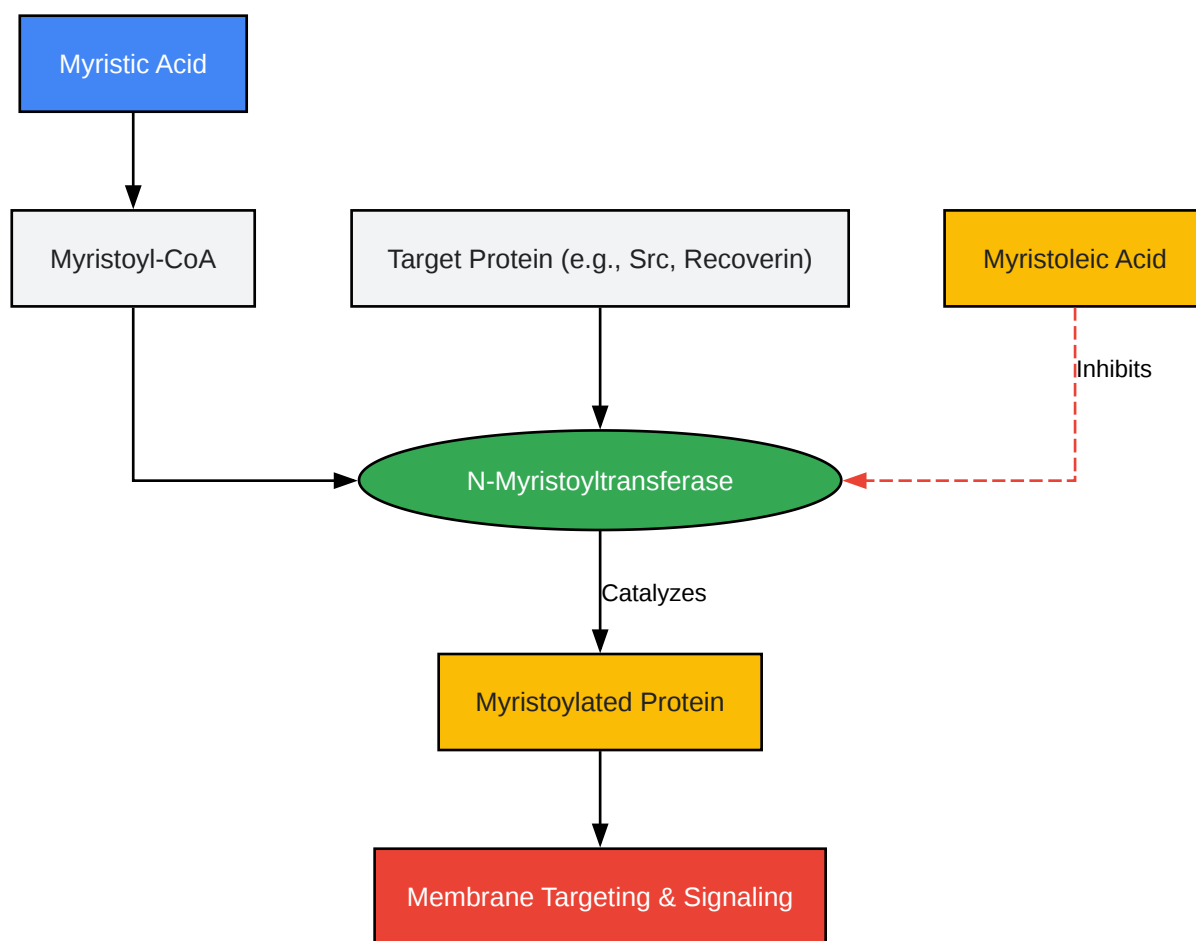 Myristic Acid
Myristoyl-CoA
Target Protein (e.g., Src, Recoverin)
Myristoleic Acid
Inhibits
N-Myristoyltransferase
Catalyzes
Myristoylated Protein
Membrane Targeting & Signaling